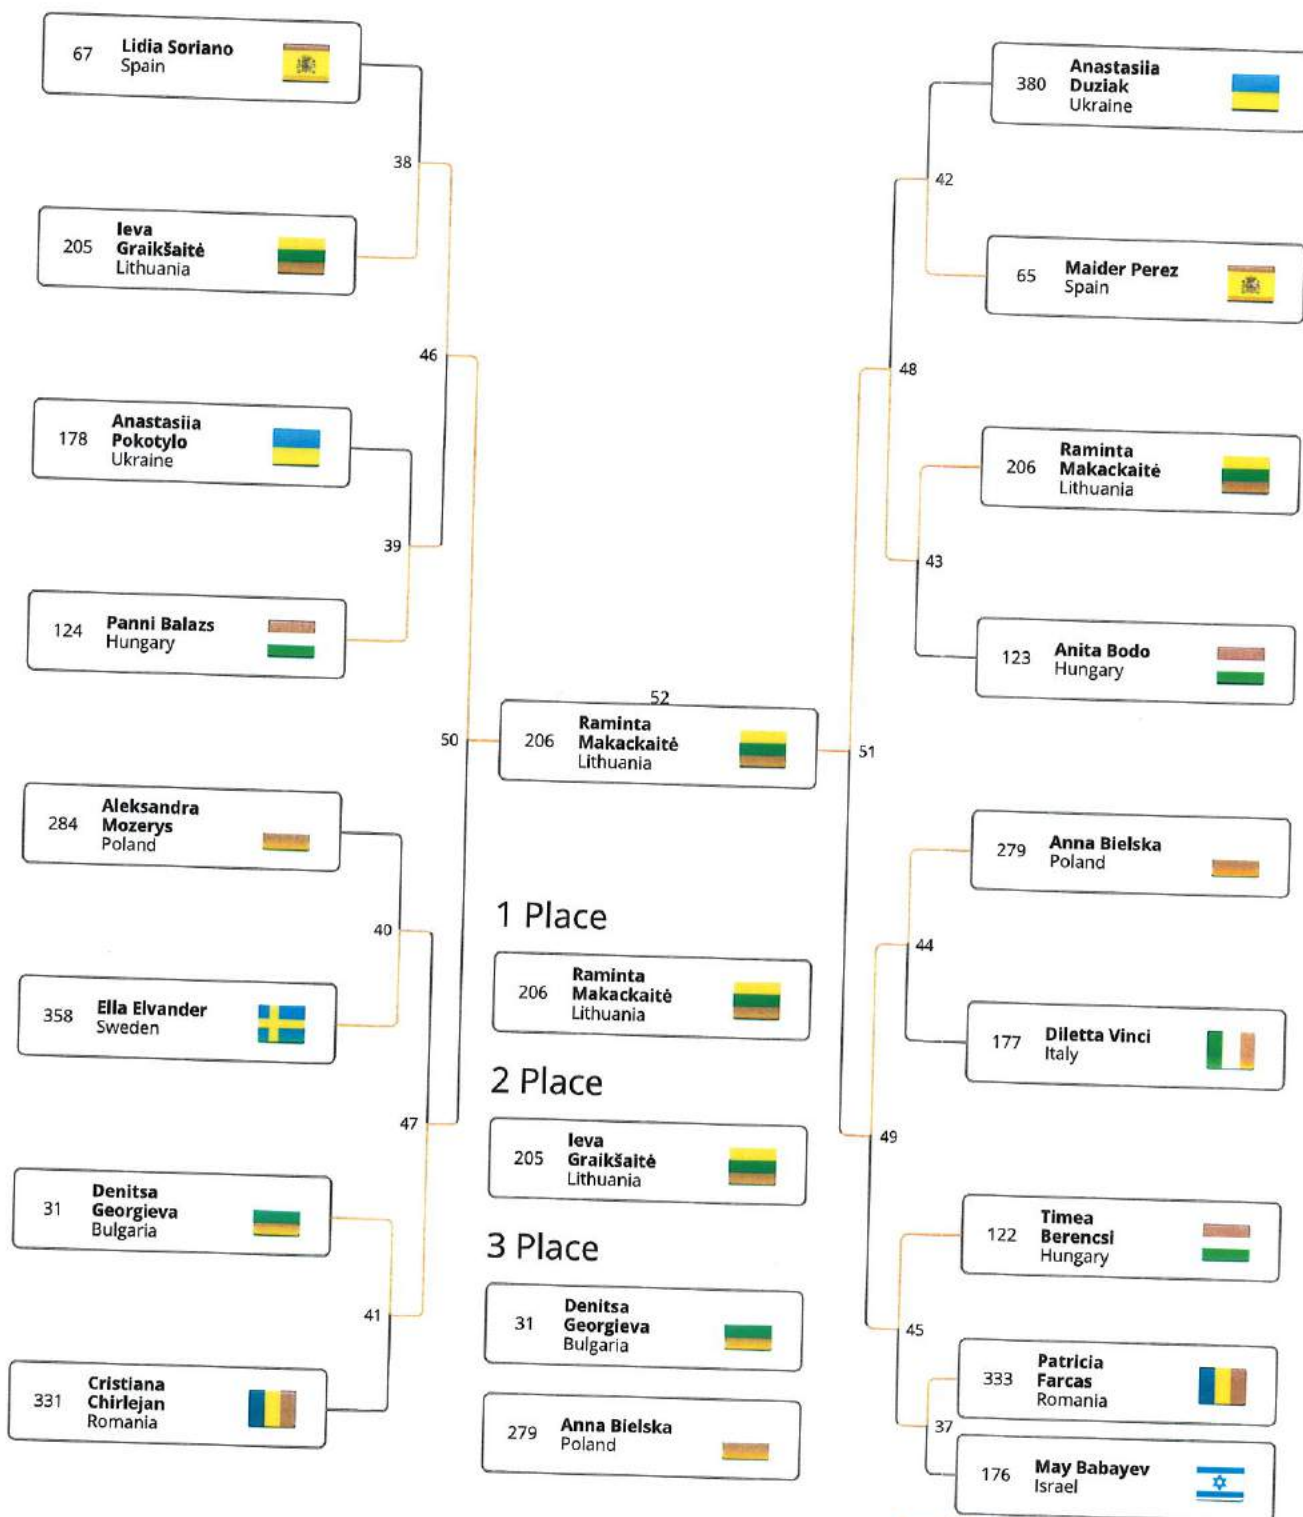 67
Lidia Soriano
Spain
38
205
Ieva
Graikšaitė
Lithuania
46
178
Anastasiia
Pokotylo
Ukraine
39
124
Panni Balazs
Hungary
50
284
Aleksandra
Mozerys
Poland
40
358
Ella Elvander
Sweden
47
31
Denitsa
Georgieva
Bulgaria
41
331
Cristiana
Chirlejan
Romania
52
206
Raminta
Makackaitė
Lithuania
1 Place
206
Raminta
Makackaitė
Lithuania
2 Place
205
Ieva
Graikšaitė
Lithuania
3 Place
31
Denitsa
Georgieva
Bulgaria
279
Anna Bielska
Poland
380
Anastasiia
Duziak
Ukraine
42
65
Maider Perez
Spain
48
206
Raminta
Makackaitė
Lithuania
43
123
Anita Bodo
Hungary
51
279
Anna Bielska
Poland
44
177
Diletta Vinci
Italy
49
122
Timea
Berencsi
Hungary
45
333
Patricia
Farcas
Romania
37
176
May Babayev
Israel